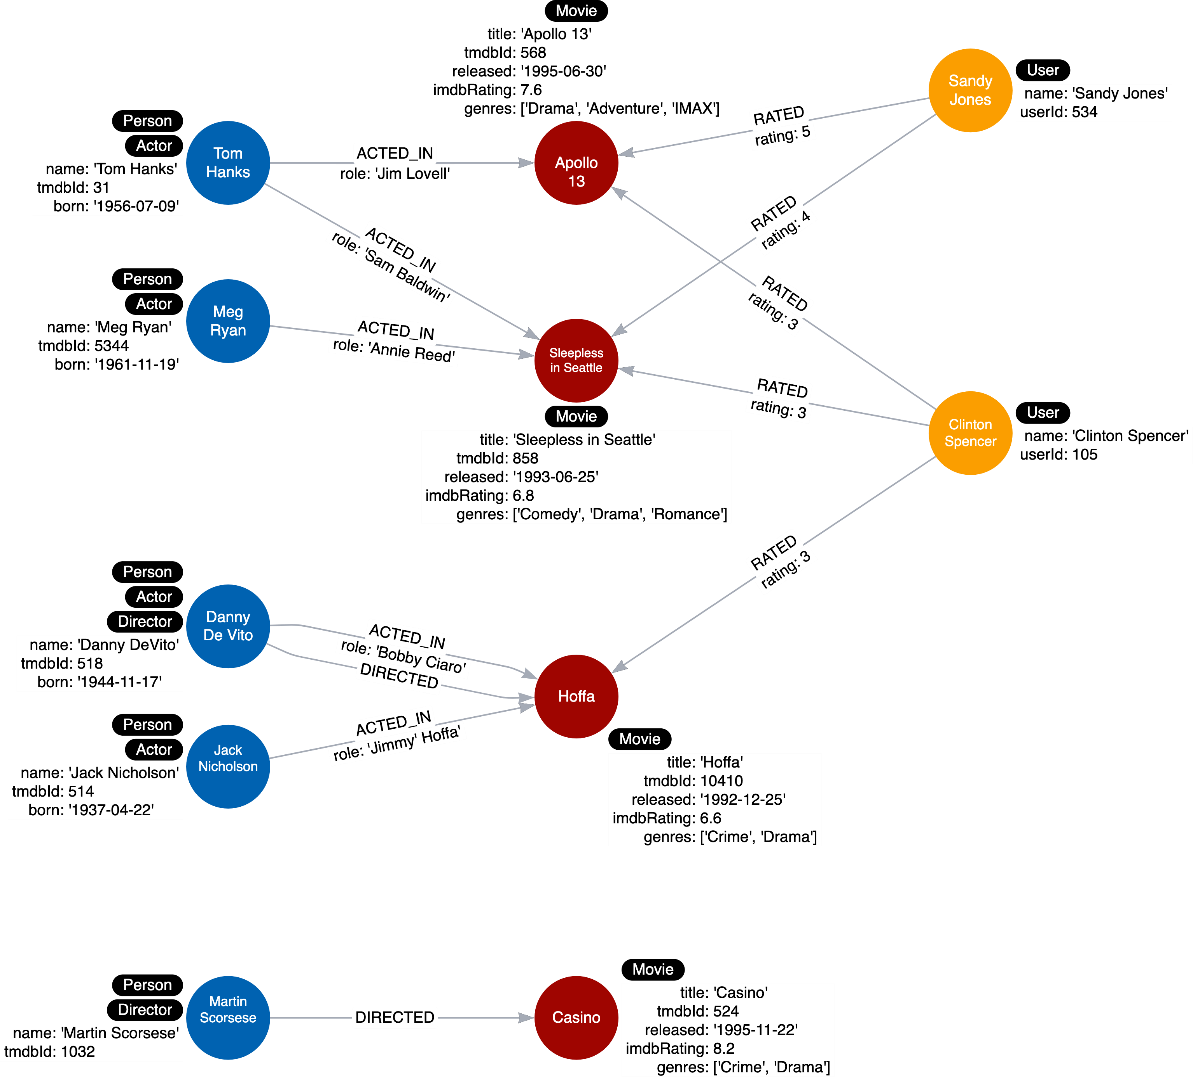 Movie
title: 'Apollo 13'
tmdbId: 568
released: '1995-06-30'
imdbRating: 7.6
genres: ['Drama', 'Adventure', 'IMAX']
Sandy
Jones
User
name: 'Sandy Jones'
userId: 534
Person
Actor
name: 'Tom Hanks'
tmdbId: 31
born: '1956-07-09'
Tom
Hanks
ACTED_IN
role: 'Jim Lovell'
Apollo
13
RATED
rating: 5
ACTED_IN
role: 'Sam Baldwin'
RATED
rating: 4
RATED
rating: 3
Person
Actor
name: 'Meg Ryan'
tmdbId: 5344
born: '1961-11-19'
Meg
Ryan
ACTED_IN
role: 'Annie Reed'
Sleepless
in Seattle
RATED
rating: 3
Movie
title: 'Sleepless in Seattle'
tmdbId: 858
released: '1993-06-25'
imdbRating: 6.8
genres: ['Comedy', 'Drama', 'Romance']
Clinton
Spencer
User
name: 'Clinton Spencer'
userId: 105
RATED
rating: 3
Person
Actor
Director
name: 'Danny DeVito'
tmdbId: 518
born: '1944-11-17'
Danny
De Vito
ACTED_IN
role: 'Bobby Ciaro'
DIRECTED
Hoffa
Person
Actor
name: 'Jack Nicholson'
tmdbId: 514
born: '1937-04-22'
Jack
Nicholson
ACTED_IN
role: 'Jimmy' Hoffa'
Movie
title: 'Hoffa'
tmdbId: 10410
released: '1992-12-25'
imdbRating: 6.6
genres: ['Crime', 'Drama']
Person
Director
name: 'Martin Scorsese'
tmdbId: 1032
Martin
Scorsese
DIRECTED
Casino
Movie
title: 'Casino'
tmdbId: 524
released: '1995-11-22'
imdbRating: 8.2
genres: ['Crime', 'Drama']